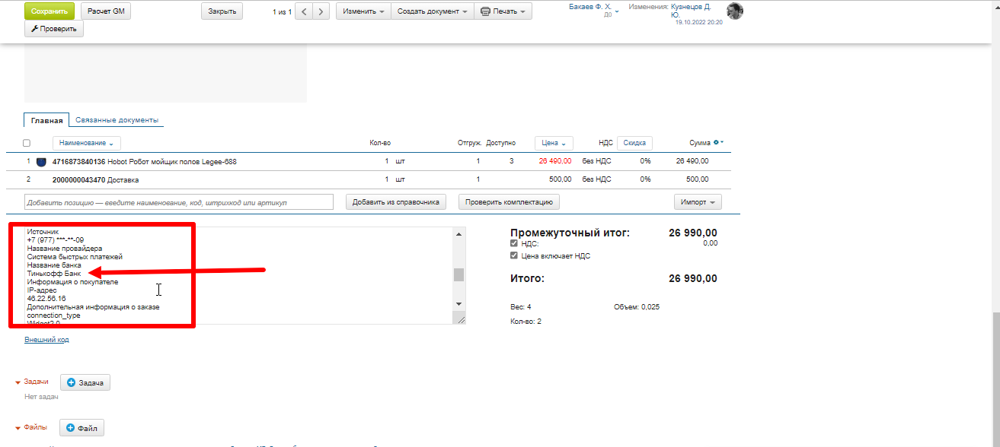 Сохранить Расчет GM Закрыть 1 из 1 Изменить Создать документ Печать Бакаев Ф. Х. Изменения: Кузнецов Д.
ДО Ю.
19.10.2022 20:20
Проверить
Главная Связанные документы
Наименование Кол-во Отгруж. Доступно Цена НДС Скидка Сумма
1 4716873840136 Hobot Робот мойщик полов Legee-688 1 шт 1 3 26 490,00 без НДС 0% 26 490,00
2 2000000043470 Доставка 1 шт 1 500,00 без НДС 0% 500,00
Добавить позицию — введите наименование, код, штрихкод или артикул Добавить из справочника Проверить комплектацию Импорт
Источник
+7 (977) ***-**-09
Название провайдера
Система быстрых платежей
Название банка
Тинькофф Банк
Информация о покупателе
IP-адрес
46.22.56.16
Дополнительная информация о заказе
connection_type
Widget2.0
Промежуточный итог: 26 990,00
НДС: 0,00
Цена включает НДС
Итого: 26 990,00
Вес: 4 Объем: 0,025
Кол-во: 2
Внешний код
Задачи Задача
Нет задач
Файлы Файл